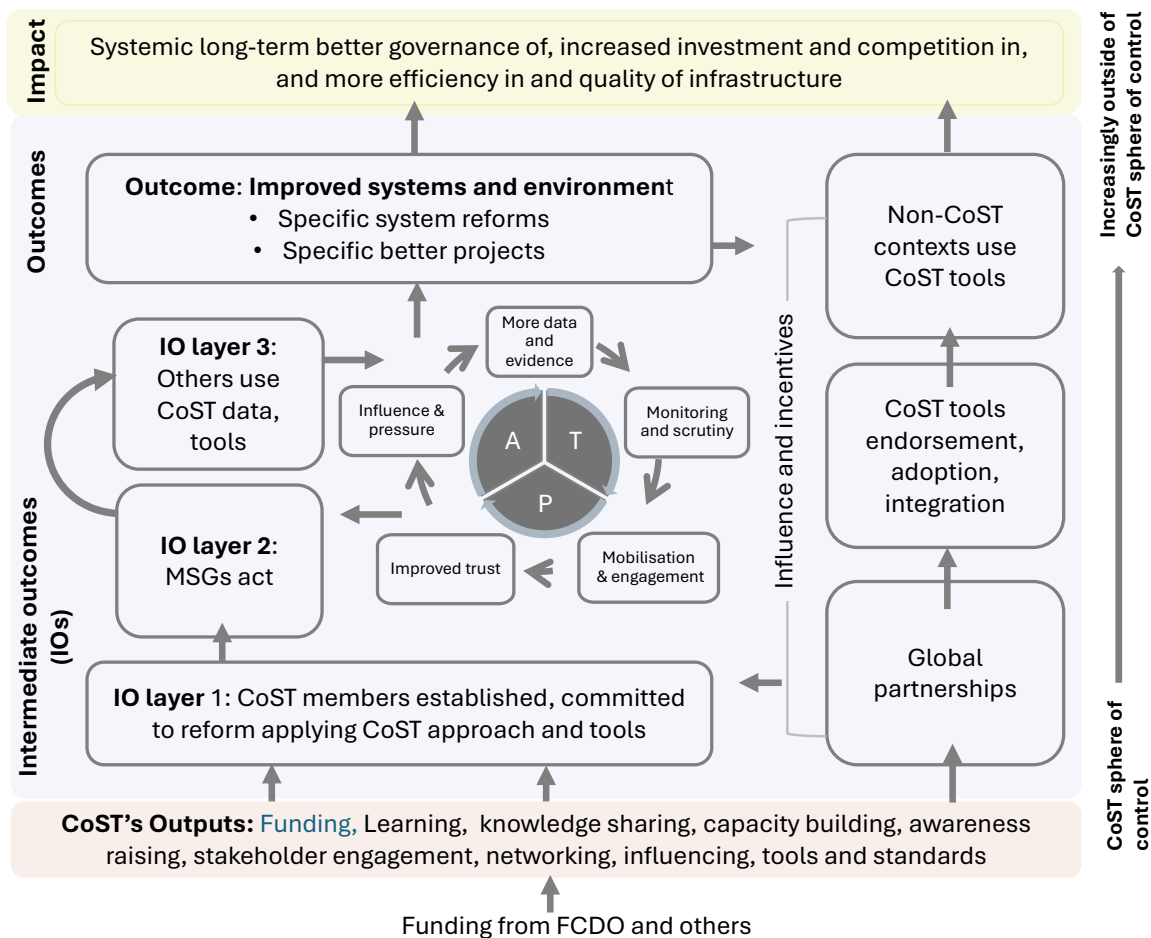 Impact
Systemic long-term better governance of, increased investment and competition in,
and more efficiency in and quality of infrastructure
Increasingly outside of
CoST sphere of control
Outcomes
Outcome: Improved systems and environment
• Specific system reforms
• Specific better projects
Non-CoST
contexts use
CoST tools
Influence and incentives
IO layer 3:
Others use
CoST data,
tools
More data
and
evidence
Influence &
pressure
Monitoring
and scrutiny
A
T
P
CoST tools
endorsement,
adoption,
integration
Intermediate outcomes
(IOs)
IO layer 2:
MSGs act
Improved trust
Mobilisation
& engagement
Global
partnerships
IO layer 1: CoST members established, committed
to reform applying CoST approach and tools
CoST sphere of
control
CoST's Outputs: Funding, Learning, knowledge sharing, capacity building, awareness
raising, stakeholder engagement, networking, influencing, tools and standards
Funding from FCDO and others